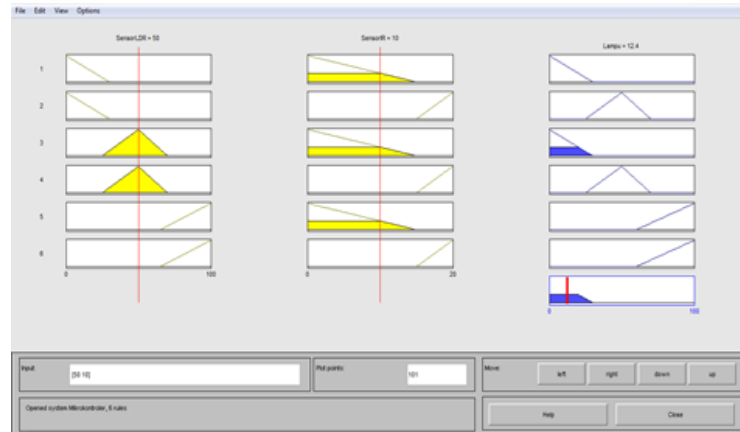 File Edit View Options
SensorLDR = 50
SensorIR = 10
Lampu = 12.4
1
2
3
4
5
6
0 100
0 20
0 100
Input: [50 10]
Plot points: 101
Move: left right down up
Opened system Mikrokontroler, 6 rules
Help Close